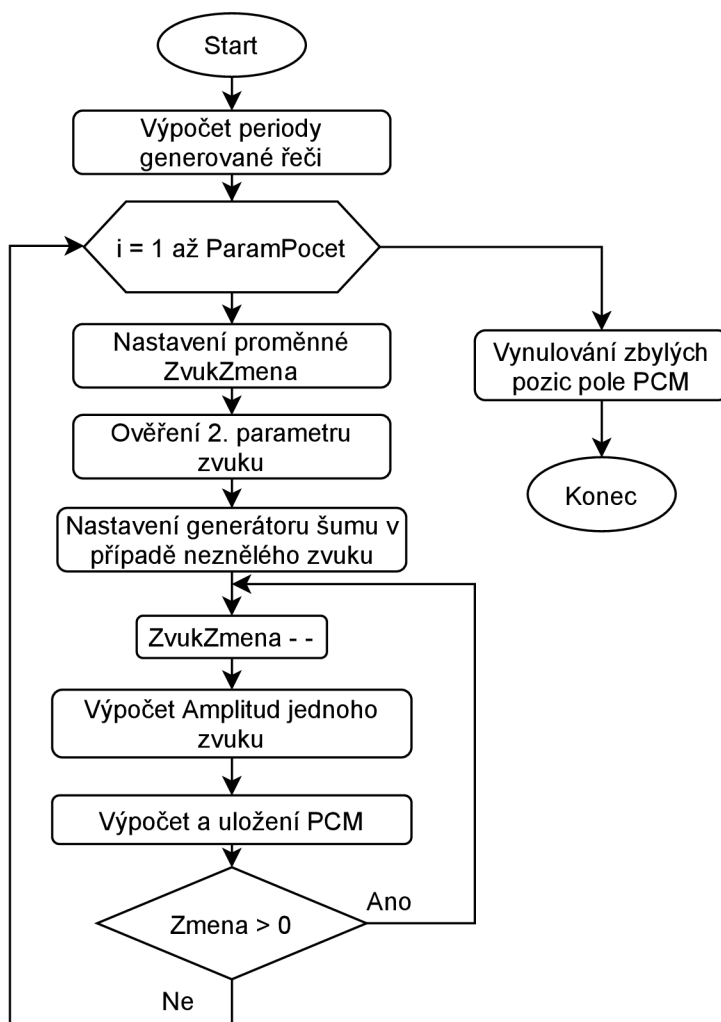 Start
Výpočet periody
generované řeči
i = 1 až ParamPocet
Nastavení proměnné
ZvukZmena
Ověření 2. parametru
zvuku
Nastavení generátoru šumu v
případě neznělého zvuku
ZvukZmena - -
Výpočet Amplitud jednoho
zvuku
Výpočet a uložení PCM
Zmena > 0
Ano
Ne
Vynulování zbylých
pozic pole PCM
Konec